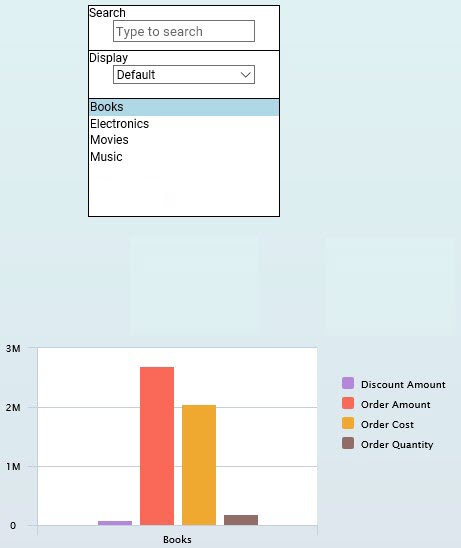 Search
Type to search
Display
Default
Books
Electronics
Movies
Music
3M
2M
1M
0
Books
Discount Amount
Order Amount
Order Cost
Order Quantity